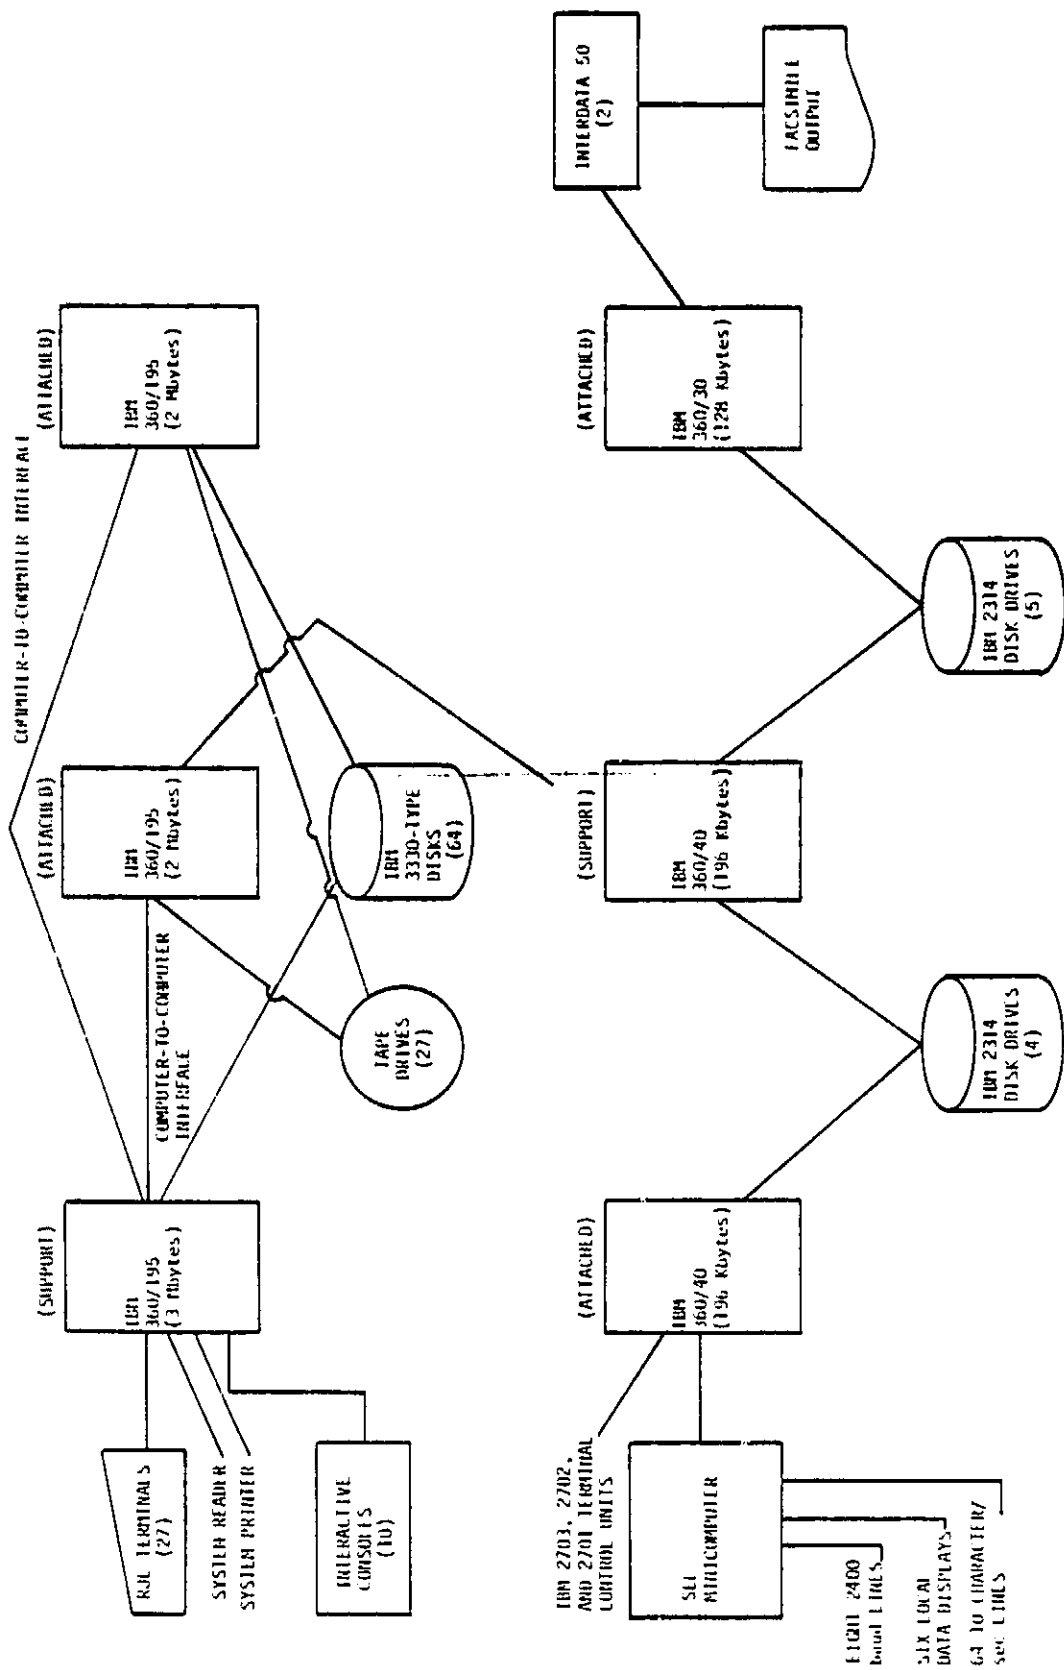 COMPUTER-TO-COMPUTER INTERFACE
(SUPPORT)
IBM
360/195
(3 Mbytes)
(ATTACHED)
IBM
360/195
(2 Mbytes)
(ATTACHED)
IBM
360/195
(2 Mbytes)
COMPUTER-TO-COMPUTER
INTERFACE
RJE TERMINALS
(27)
SYSTEM READER
SYSTEM PRINTER
INTERACTIVE
CONSOLES
(10)
TAPE
DRIVES
(27)
IBM
3330-TYPE
DISKS
(64)
IBM 2703, 2702,
AND 2701 TERMINAL
CONTROL UNITS
SEL
MINICOMPUTER
EIGHT 2400
baud LINES
SIX LOCAL
DATA DISPLAYS
64 10 CHARACTER/
sec LINES
(ATTACHED)
IBM
360/40
(196 Kbytes)
IBM 2314
DISK DRIVES
(4)
(SUPPORT)
IBM
360/40
(196 Kbytes)
IBM 2314
DISK DRIVES
(5)
(ATTACHED)
IBM
360/30
(128 Kbytes)
INTERDATA 50
(2)
FACSIMILE
OUTPUT